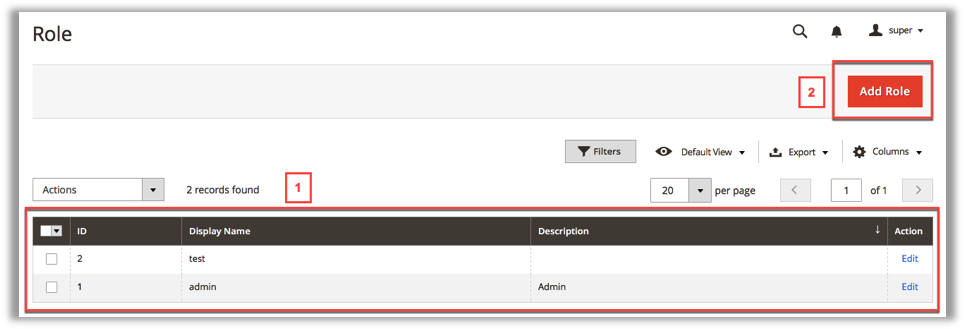 Role
super
2
Add Role
Filters
Default View
Export
Columns
Actions
2 records found
1
20
per page
1
of 1
ID Display Name Description ↓ Action
2 test Edit
1 admin Admin Edit